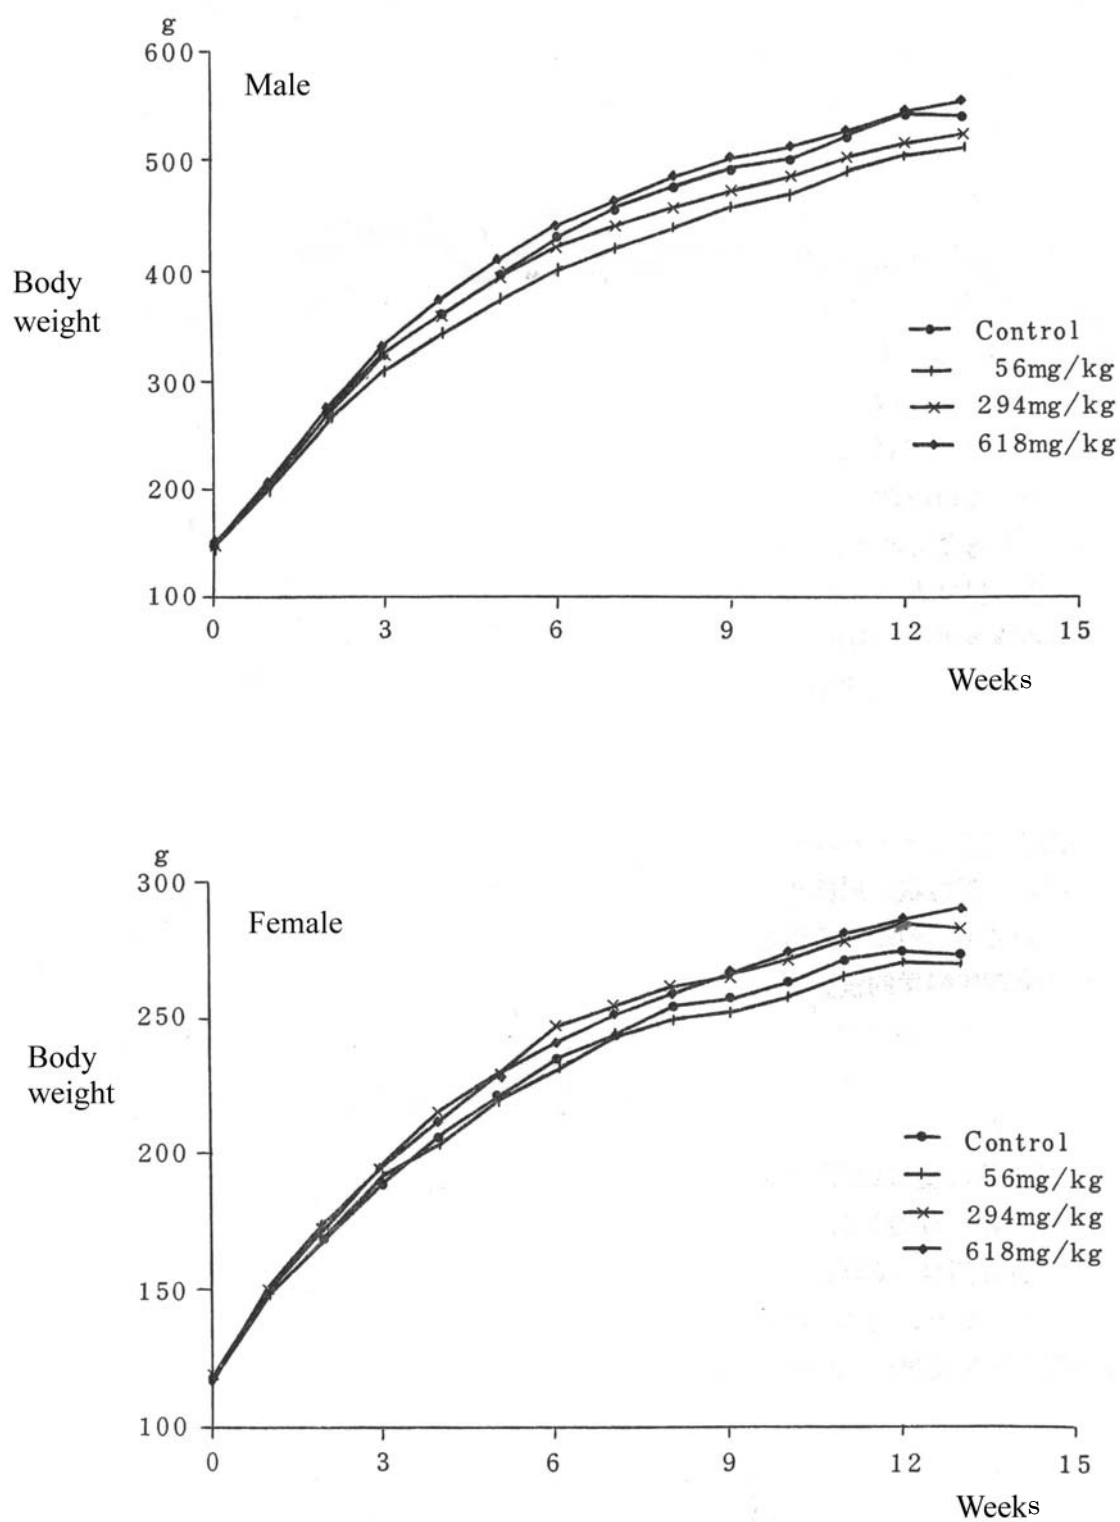 g
600
Male
500
400
Body
weight
300
200
100
Control
56mg/kg
294mg/kg
618mg/kg
0 3 6 9 12 15
Weeks
g
300
Female
250
Body
weight
200
150
100
Control
56mg/kg
294mg/kg
618mg/kg
0 3 6 9 12 15
Weeks